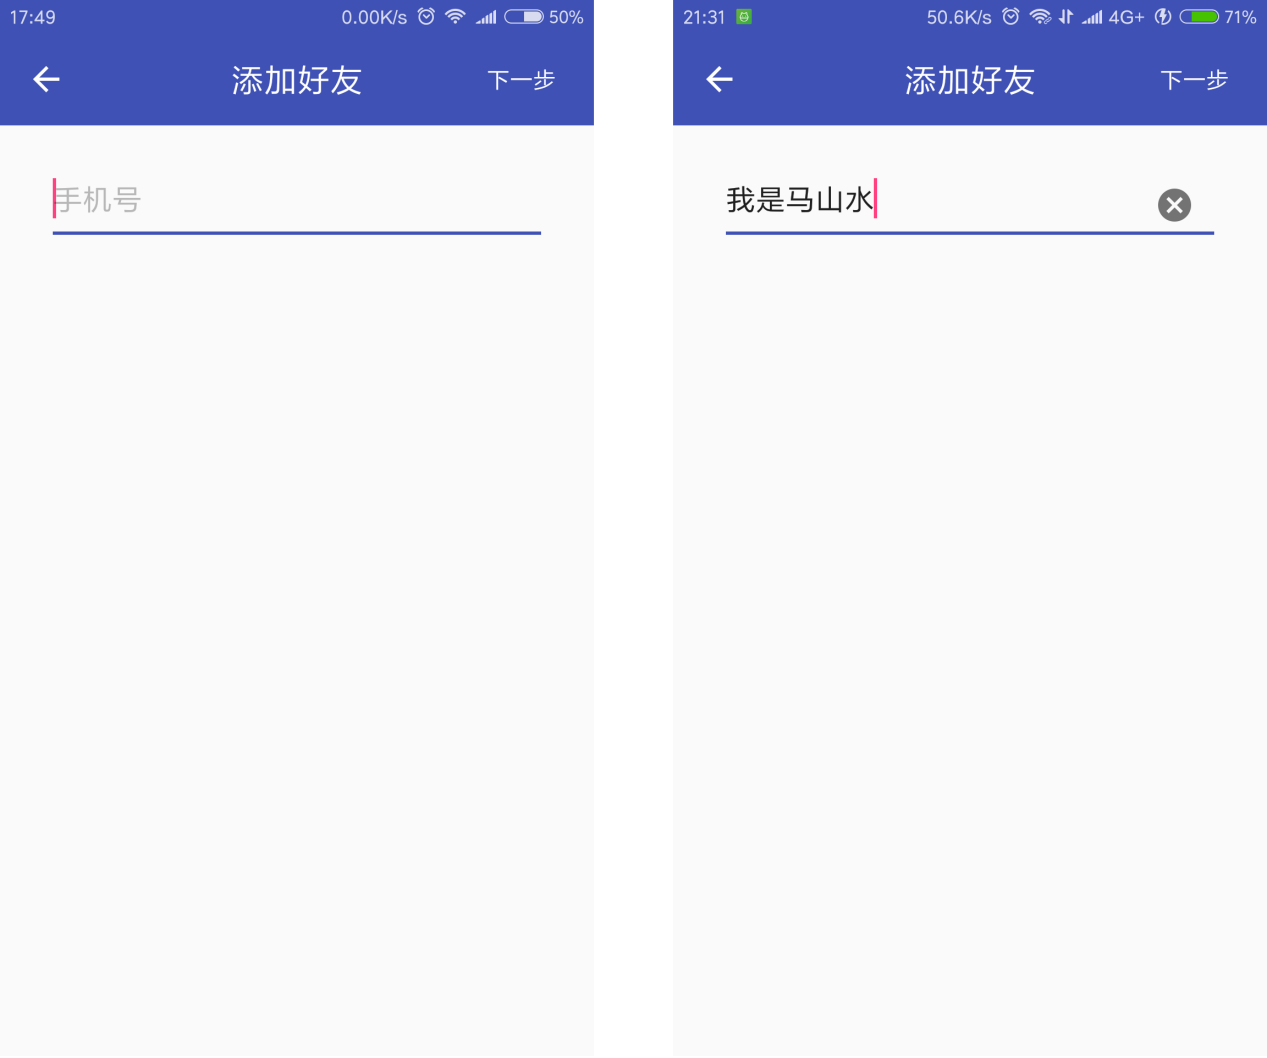 17:49 0.00K/s 50%
添加好友 下一步
手机号
21:31 50.6K/s 4G+ 71%
添加好友 下一步
我是马山水